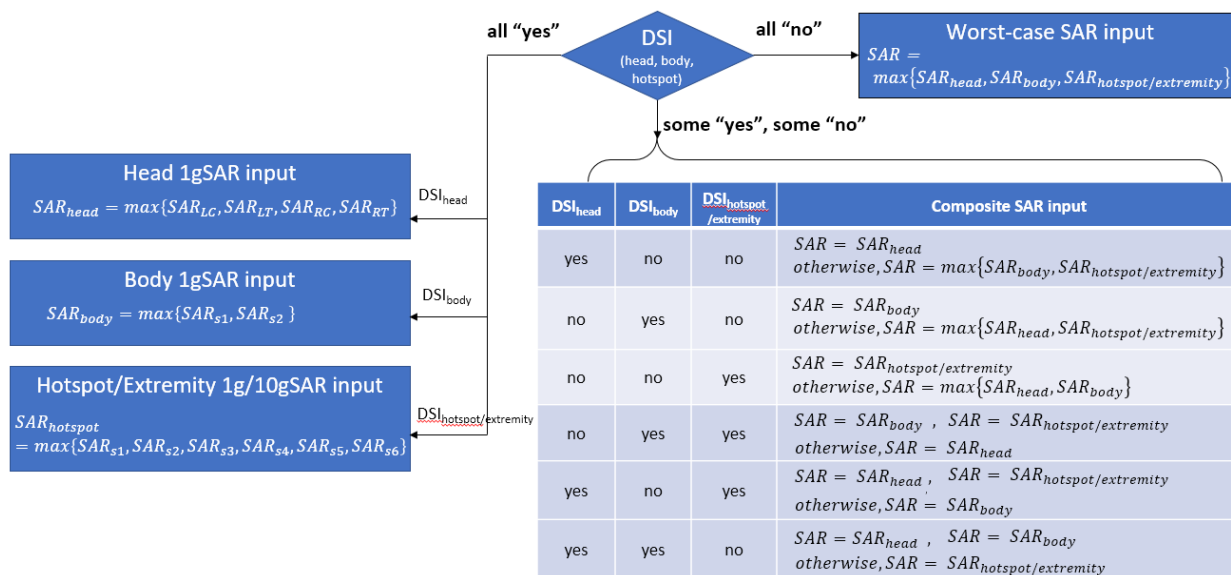 all “yes”
DSI
(head, body,
hotspot)
all “no”
Worst-case SAR input
SAR =
max{SAR_head, SAR_body, SAR_hotspot/extremity}
some “yes”, some “no”
Head 1gSAR input
SAR_head = max{SAR_LC, SAR_LT, SAR_RC, SAR_RT}
DSI_head
Body 1gSAR input
SAR_body = max{SAR_s1, SAR_s2 }
DSI_body
Hotspot/Extremity 1g/10gSAR input
SAR_hotspot
= max{SAR_s1, SAR_s2, SAR_s3, SAR_s4, SAR_s5, SAR_s6}
DSI_hotspot/extremity
DSI_head DSI_body DSI_hotspot/extremity Composite SAR input
yes no no SAR = SAR_head
otherwise, SAR = max{SAR_body, SAR_hotspot/extremity}
no yes no SAR = SAR_body
otherwise, SAR = max{SAR_head, SAR_hotspot/extremity}
no no yes SAR = SAR_hotspot/extremity
otherwise, SAR = max{SAR_head, SAR_body}
no yes yes SAR = SAR_body , SAR = SAR_hotspot/extremity
otherwise, SAR = SAR_head
yes no yes SAR = SAR_head , SAR = SAR_hotspot/extremity
otherwise, SAR = SAR_body
yes yes no SAR = SAR_head , SAR = SAR_body
otherwise, SAR = SAR_hotspot/extremity